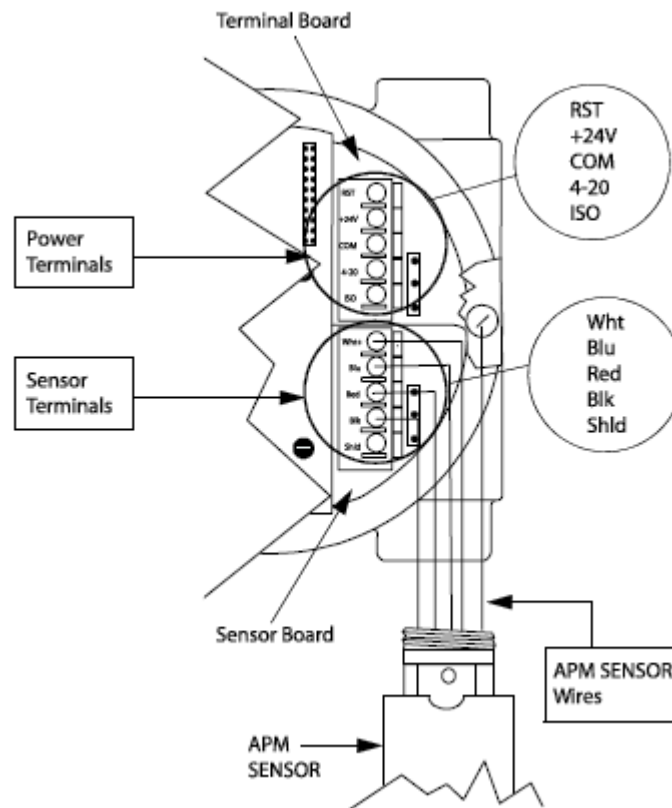 Terminal Board
RST
+24V
COM
4-20
ISO
RST
+24V
COM
4-20
ISO
Power
Terminals
Wht+
Blu
Red
Blk
Shld
Wht
Blu
Red
Blk
Shld
Sensor
Terminals
Sensor Board
APM SENSOR
Wires
APM
SENSOR